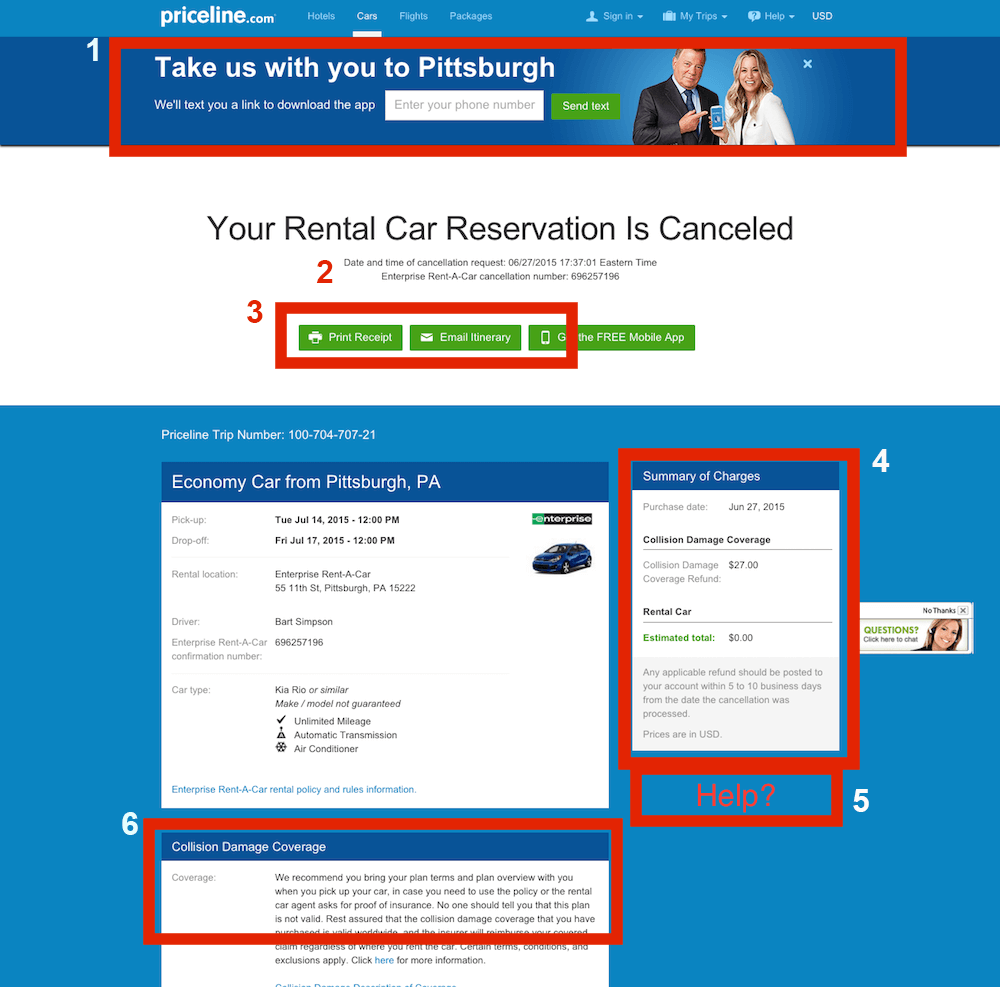 priceline.com
Hotels Cars Flights Packages Sign in My Trips Help USD
1
Take us with you to Pittsburgh
We'll text you a link to download the app Enter your phone number Send text
Your Rental Car Reservation Is Canceled
2
Date and time of cancellation request: 06/27/2015 17:37:01 Eastern Time
Enterprise Rent-A-Car cancellation number: 696257196
3
Print Receipt Email Itinerary the FREE Mobile App
Priceline Trip Number: 100-704-707-21
Economy Car from Pittsburgh, PA
Pick-up: Tue Jul 14, 2015 - 12:00 PM
enterprise
Drop-off: Fri Jul 17, 2015 - 12:00 PM
Rental location: Enterprise Rent-A-Car
55 11th St, Pittsburgh, PA 15222
Driver: Bart Simpson
Enterprise Rent-A-Car 696257196
confirmation number:
Car type: Kia Rio or similar
Make / model not guaranteed
Unlimited Mileage
Automatic Transmission
Air Conditioner
Enterprise Rent-A-Car rental policy and rules information.
4
Summary of Charges
Purchase date: Jun 27, 2015
Collision Damage Coverage
Collision Damage $27.00
Coverage Refund:
Rental Car
Estimated total: $0.00
Any applicable refund should be posted to
your account within 5 to 10 business days
from the date the cancellation was
processed.
Prices are in USD.
No Thanks
QUESTIONS?
Click here to chat
Help?
5
6
Collision Damage Coverage
Coverage: We recommend you bring your plan terms and plan overview with you
when you pick up your car, in case you need to use the policy or the rental
car agent asks for proof of insurance. No one should tell you that this plan
is not valid. Rest assured that the collision damage coverage that you have
purchased is valid worldwide, and the insurer will reimburse your covered
claim regardless of where you rent the car. Certain terms, conditions, and
exclusions apply. Click here for more information.
Collision Damage Description of Coverage